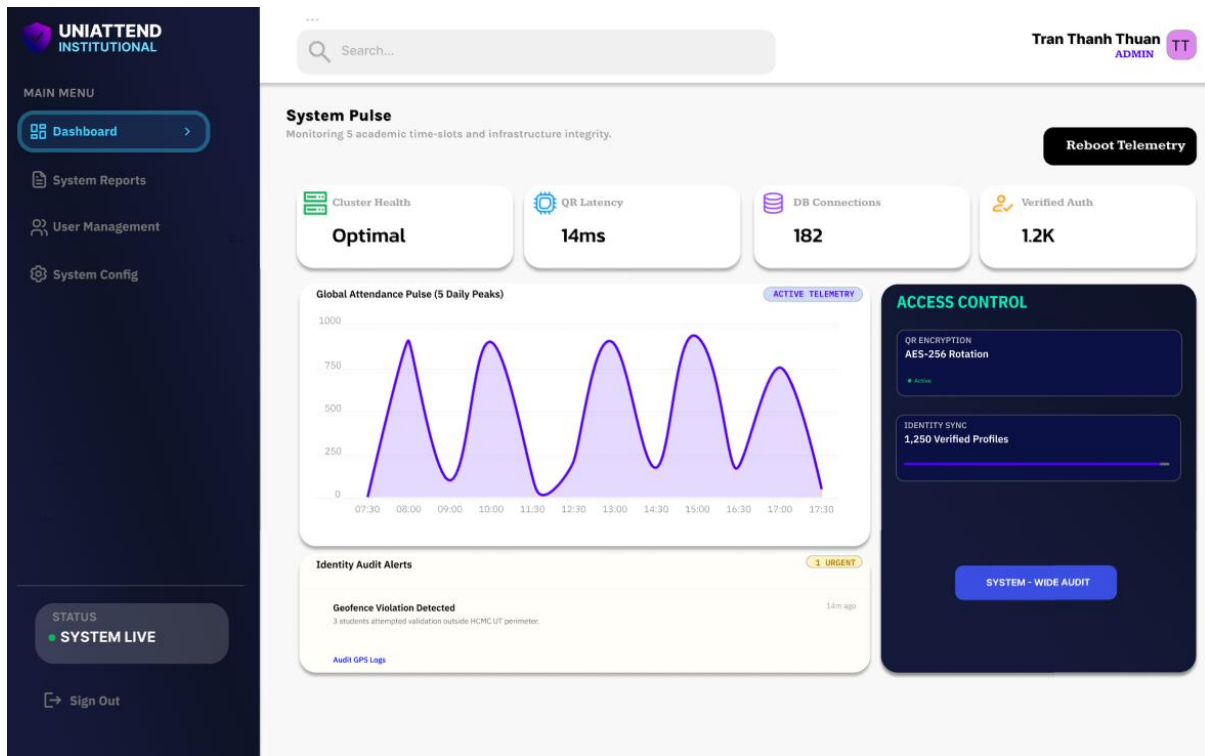 UNIATTEND
INSTITUTIONAL
MAIN MENU
Dashboard
System Reports
User Management
System Config
STATUS
SYSTEM LIVE
Sign Out
...
Search...
Tran Thanh Thuan
ADMIN
TT
System Pulse
Monitoring 5 academic time-slots and infrastructure integrity.
Reboot Telemetry
Cluster Health
Optimal
QR Latency
14ms
DB Connections
182
Verified Auth
1.2K
Global Attendance Pulse (5 Daily Peaks)
ACTIVE TELEMETRY
1000
750
500
250
0
07:30 08:00 09:00 10:00 11:30 12:30 13:00 14:30 15:00 16:30 17:00 17:30
Identity Audit Alerts
1 URGENT
Geofence Violation Detected
14m ago
3 students attempted validation outside HCMC UT perimeter.
Audit GPS Logs
ACCESS CONTROL
QR ENCRYPTION
AES-256 Rotation
Active
IDENTITY SYNC
1,250 Verified Profiles
SYSTEM - WIDE AUDIT